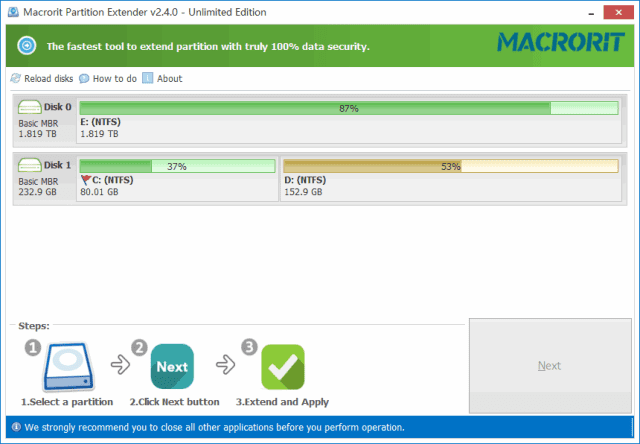 Macrorit Partition Extender v2.4.0 - Unlimited Edition
The fastest tool to extend partition with truly 100% data security.
MACRORIT
Reload disks How to do About
Disk 0
Basic MBR
1.819 TB
87%
E: (NTFS)
1.819 TB
Disk 1
Basic MBR
232.9 GB
37%
C: (NTFS)
80.01 GB
53%
D: (NTFS)
152.9 GB
Steps:
1 2 3
Next
1.Select a partition 2.Click Next button 3.Extend and Apply
Next
We strongly recommend you to close all other applications before you perform operation.